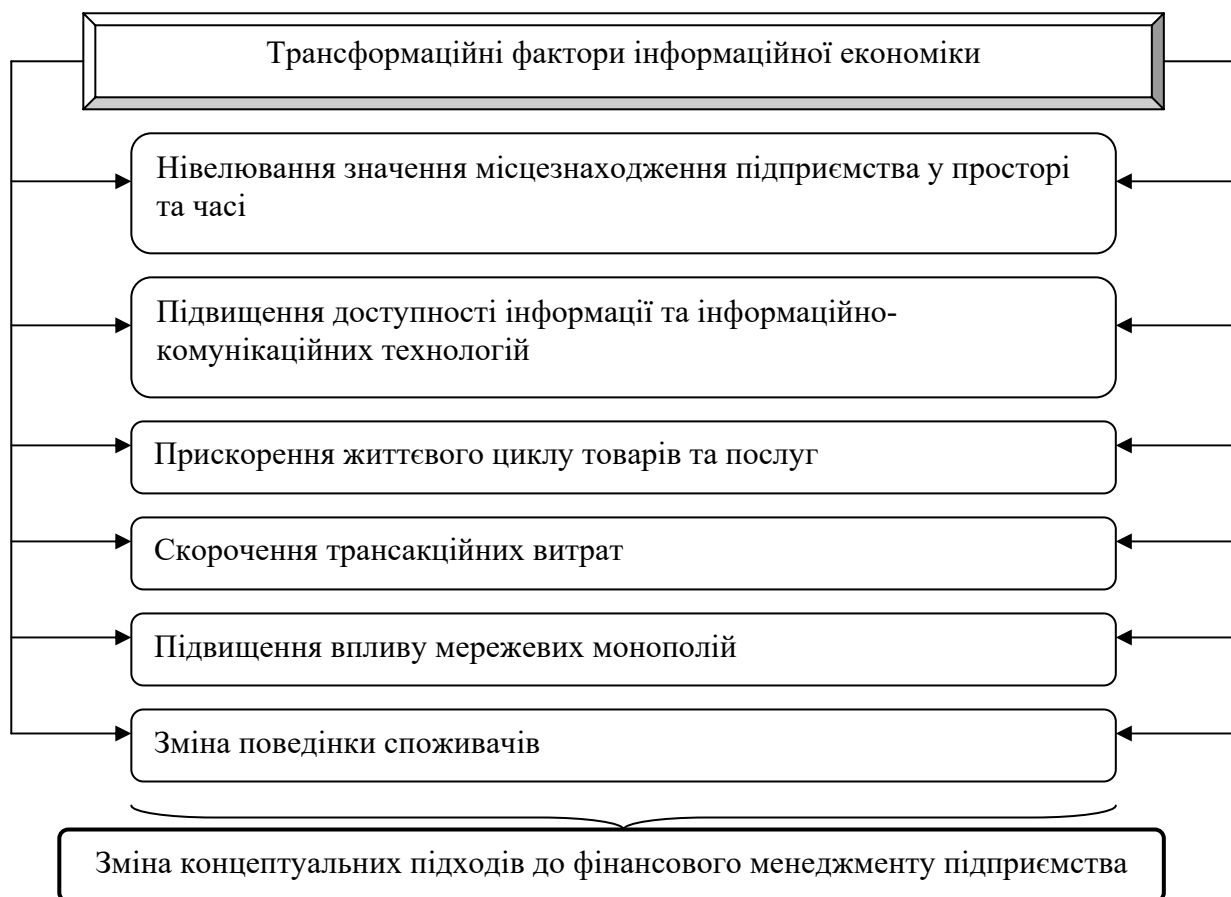 Трансформаційні фактори інформаційної економіки
Нівелювання значення місцезнаходження підприємства у просторі
та часі
Підвищення доступності інформації та інформаційно-
комунікаційних технологій
Прискорення життєвого циклу товарів та послуг
Скорочення трансакційних витрат
Підвищення впливу мережевих монополій
Зміна поведінки споживачів
Зміна концептуальних підходів до фінансового менеджменту підприємства